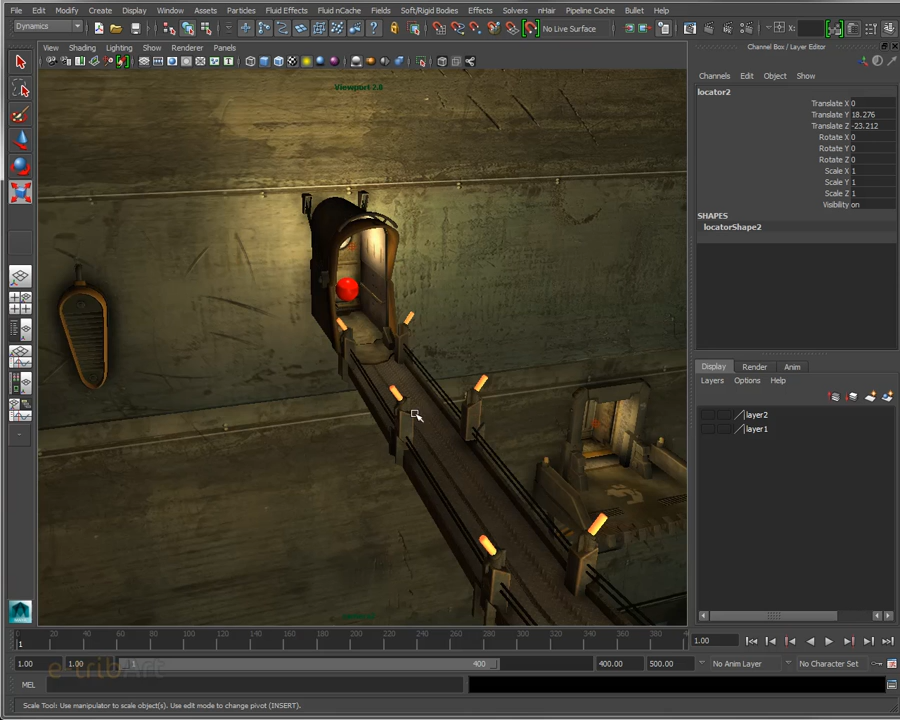 File Edit Modify Create Display Window Assets Particles Fluid Effects Fluid nCache Fields Soft/Rigid Bodies Effects Solvers nHair Pipeline Cache Bullet Help
Dynamics No Live Surface
Channel Box / Layer Editor
View Shading Lighting Show Renderer Panels
Channels Edit Object Show
Viewport 2.0
locator2
Translate X 0
Translate Y 18.276
Translate Z -23.212
Rotate X 0
Rotate Y 0
Rotate Z 0
Scale X 1
Scale Y 1
Scale Z 1
Visibility on
SHAPES
locatorShape2
Display Render Anim
Layers Options Help
layer2
layer1
0 20 40 60 80 100 120 140 160 180 200 220 240 260 280 300 320 340 360 380 4
1
1.00
1.00 1.00 1 400 400.00 500.00 No Anim Layer No Character Set
e-tribArt
MEL
Scale Tool: Use manipulator to scale object(s). Use edit mode to change pivot (INSERT).